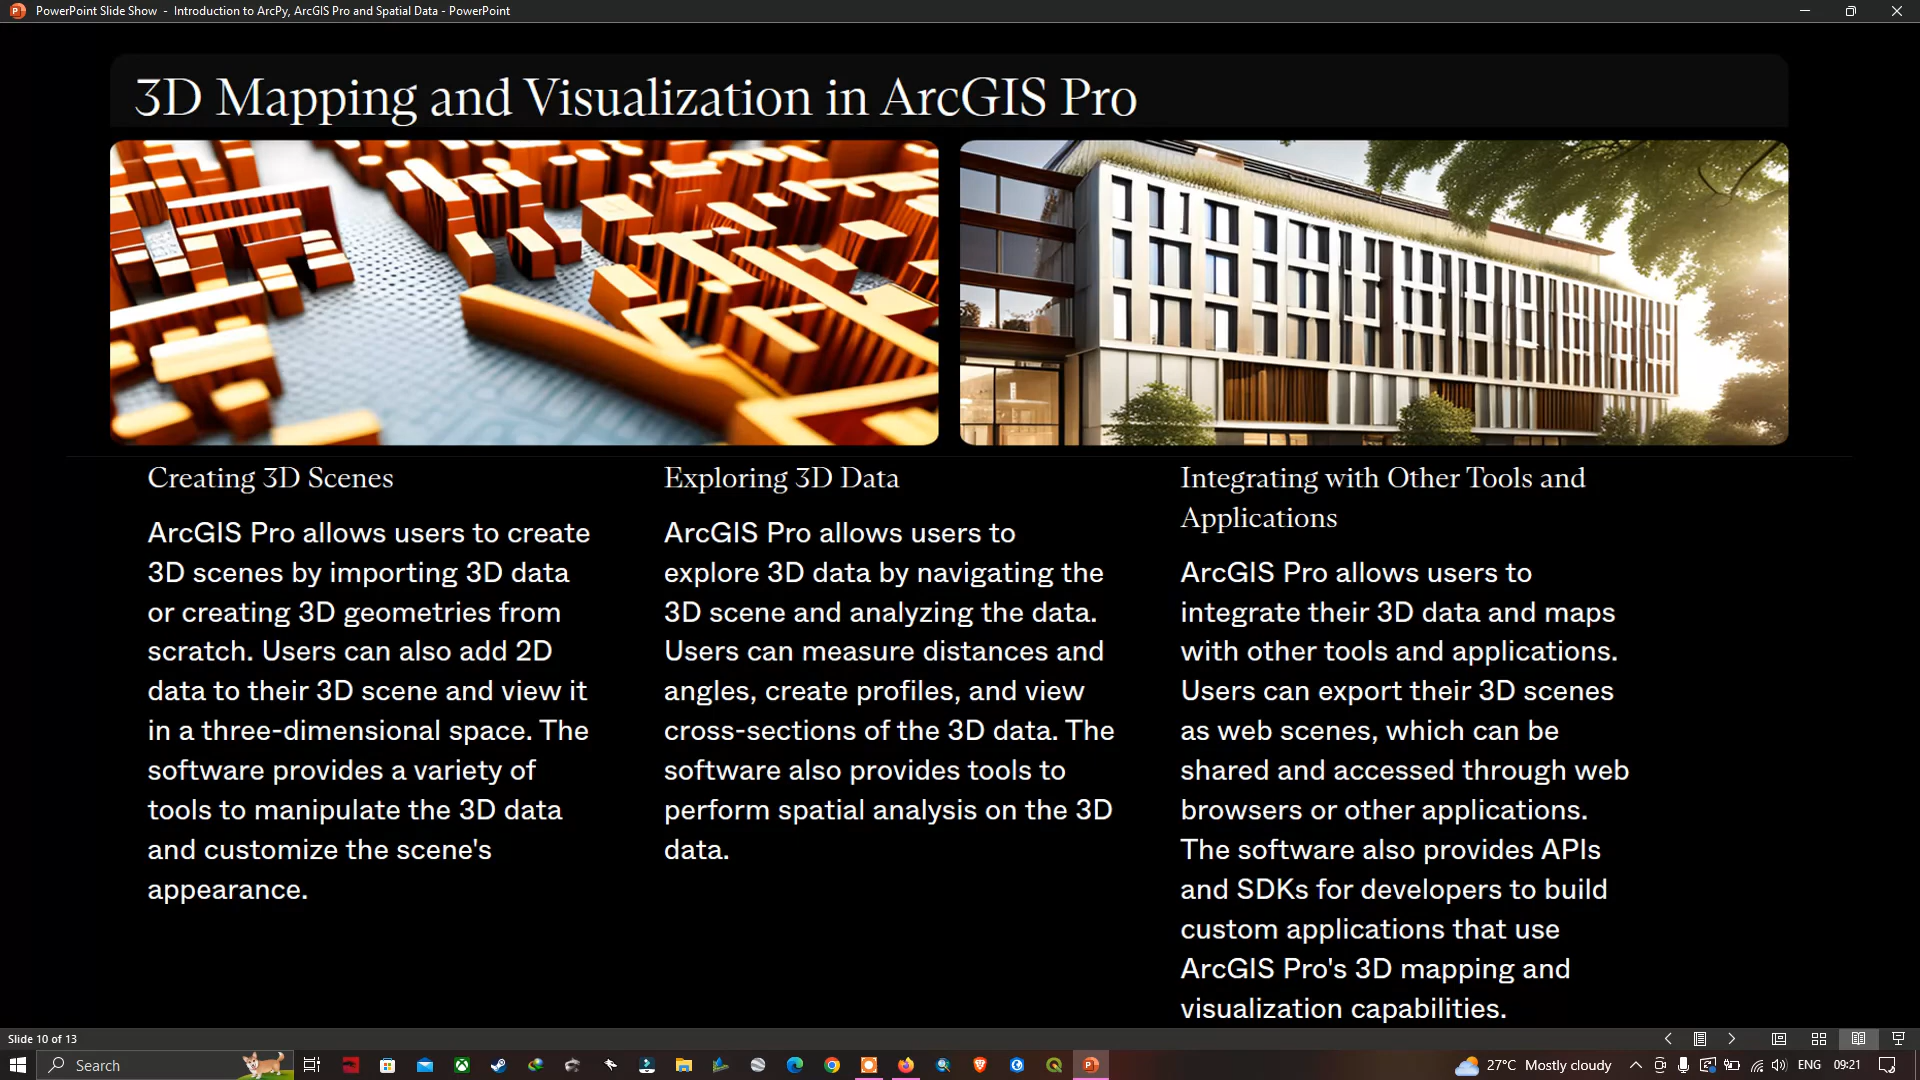 PowerPoint Slide Show - Introduction to ArcPy, ArcGIS Pro and Spatial Data - PowerPoint
3D Mapping and Visualization in ArcGIS Pro
Creating 3D Scenes
ArcGIS Pro allows users to create
3D scenes by importing 3D data
or creating 3D geometries from
scratch. Users can also add 2D
data to their 3D scene and view it
in a three-dimensional space. The
software provides a variety of
tools to manipulate the 3D data
and customize the scene's
appearance.
Exploring 3D Data
ArcGIS Pro allows users to
explore 3D data by navigating the
3D scene and analyzing the data.
Users can measure distances and
angles, create profiles, and view
cross-sections of the 3D data. The
software also provides tools to
perform spatial analysis on the 3D
data.
Integrating with Other Tools and
Applications
ArcGIS Pro allows users to
integrate their 3D data and maps
with other tools and applications.
Users can export their 3D scenes
as web scenes, which can be
shared and accessed through web
browsers or other applications.
The software also provides APIs
and SDKs for developers to build
custom applications that use
ArcGIS Pro's 3D mapping and
visualization capabilities.
Slide 10 of 13
Search
27°C Mostly cloudy
ENG
09:21